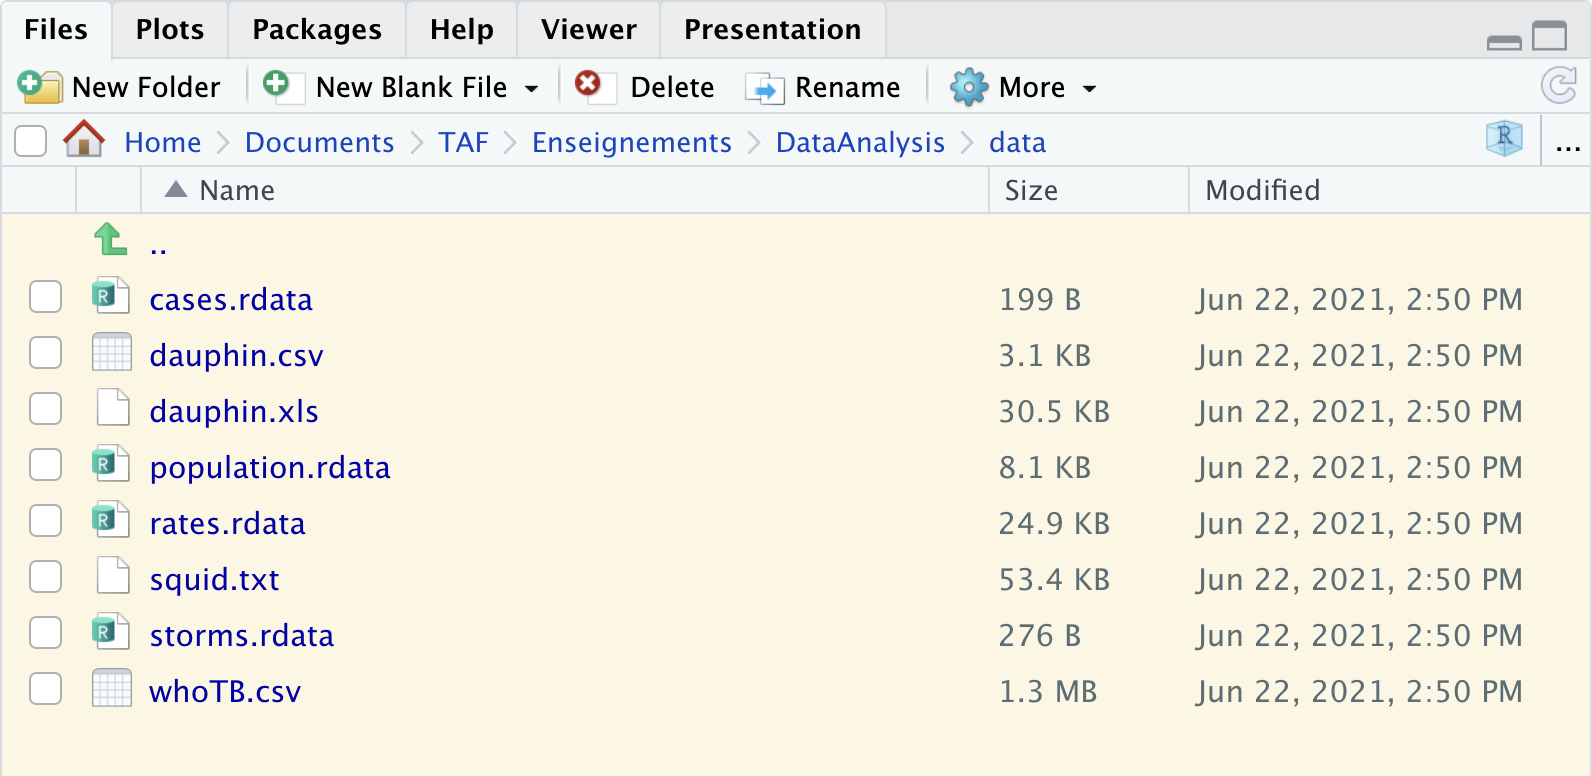 Files Plots Packages Help Viewer Presentation
New Folder New Blank File Delete Rename More
Home Documents TAF Enseignements DataAnalysis data R ...
Name Size Modified
..
R cases.rdata 199 B Jun 22, 2021, 2:50 PM
dauphin.csv 3.1 KB Jun 22, 2021, 2:50 PM
dauphin.xls 30.5 KB Jun 22, 2021, 2:50 PM
R population.rdata 8.1 KB Jun 22, 2021, 2:50 PM
R rates.rdata 24.9 KB Jun 22, 2021, 2:50 PM
squid.txt 53.4 KB Jun 22, 2021, 2:50 PM
R storms.rdata 276 B Jun 22, 2021, 2:50 PM
whoTB.csv 1.3 MB Jun 22, 2021, 2:50 PM